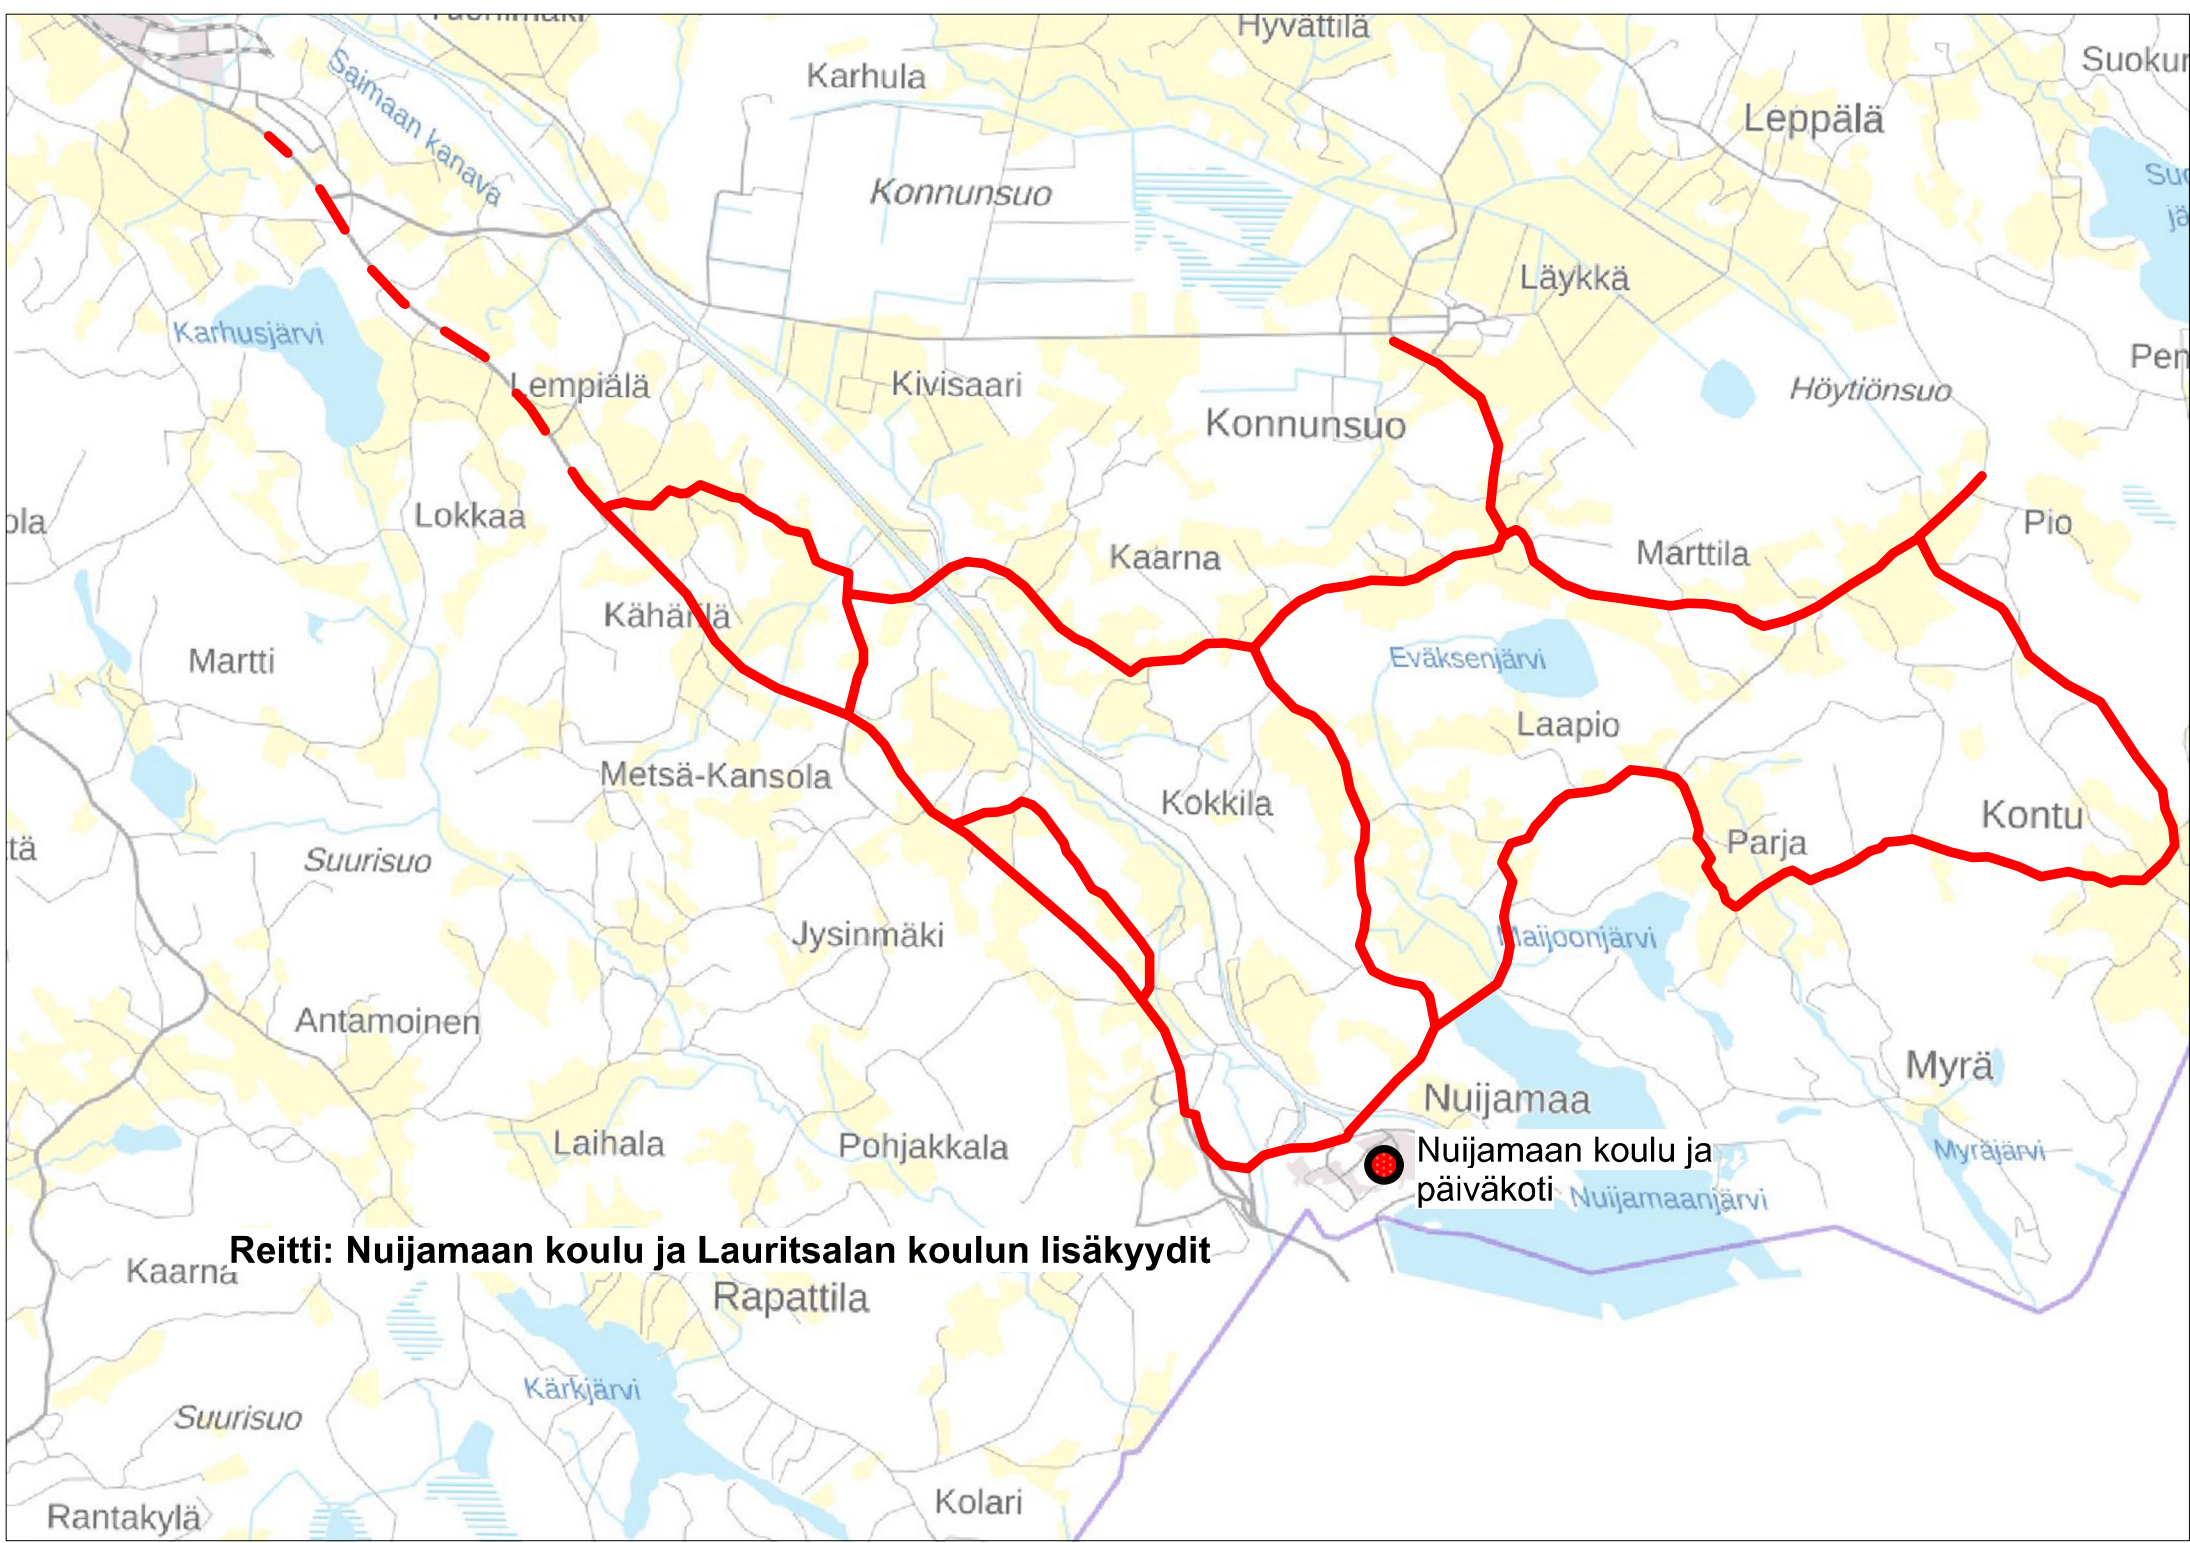 Hyvättilä
Karhula
Suokur
Saimaan kanava
Leppälä
Konnunsuo
Läykkä
Karhusjärvi
Lempiälä
Kivisaari
Höytiönsuo
Konnunsuo
Lokkaa
Kaarna
Marttila
Pio
Kähärilä
Martti
Eväksenjärvi
Laapio
Metsä-Kansola
Kokkila
Kontu
Parja
Suurisuo
Jysinmäki
Maijoonjärvi
Antamoinen
Myrä
Nuijamaa
Laihala
Pohjakkala
Nuijamaan koulu ja
päiväkoti
Myräjärvi
Nuijamaanjärvi
Reitti: Nuijamaan koulu ja Lauritsalan koulun lisäkyydit
Kaarna
Rapattila
Kärkjärvi
Suurisuo
Kolari
Rantakylä